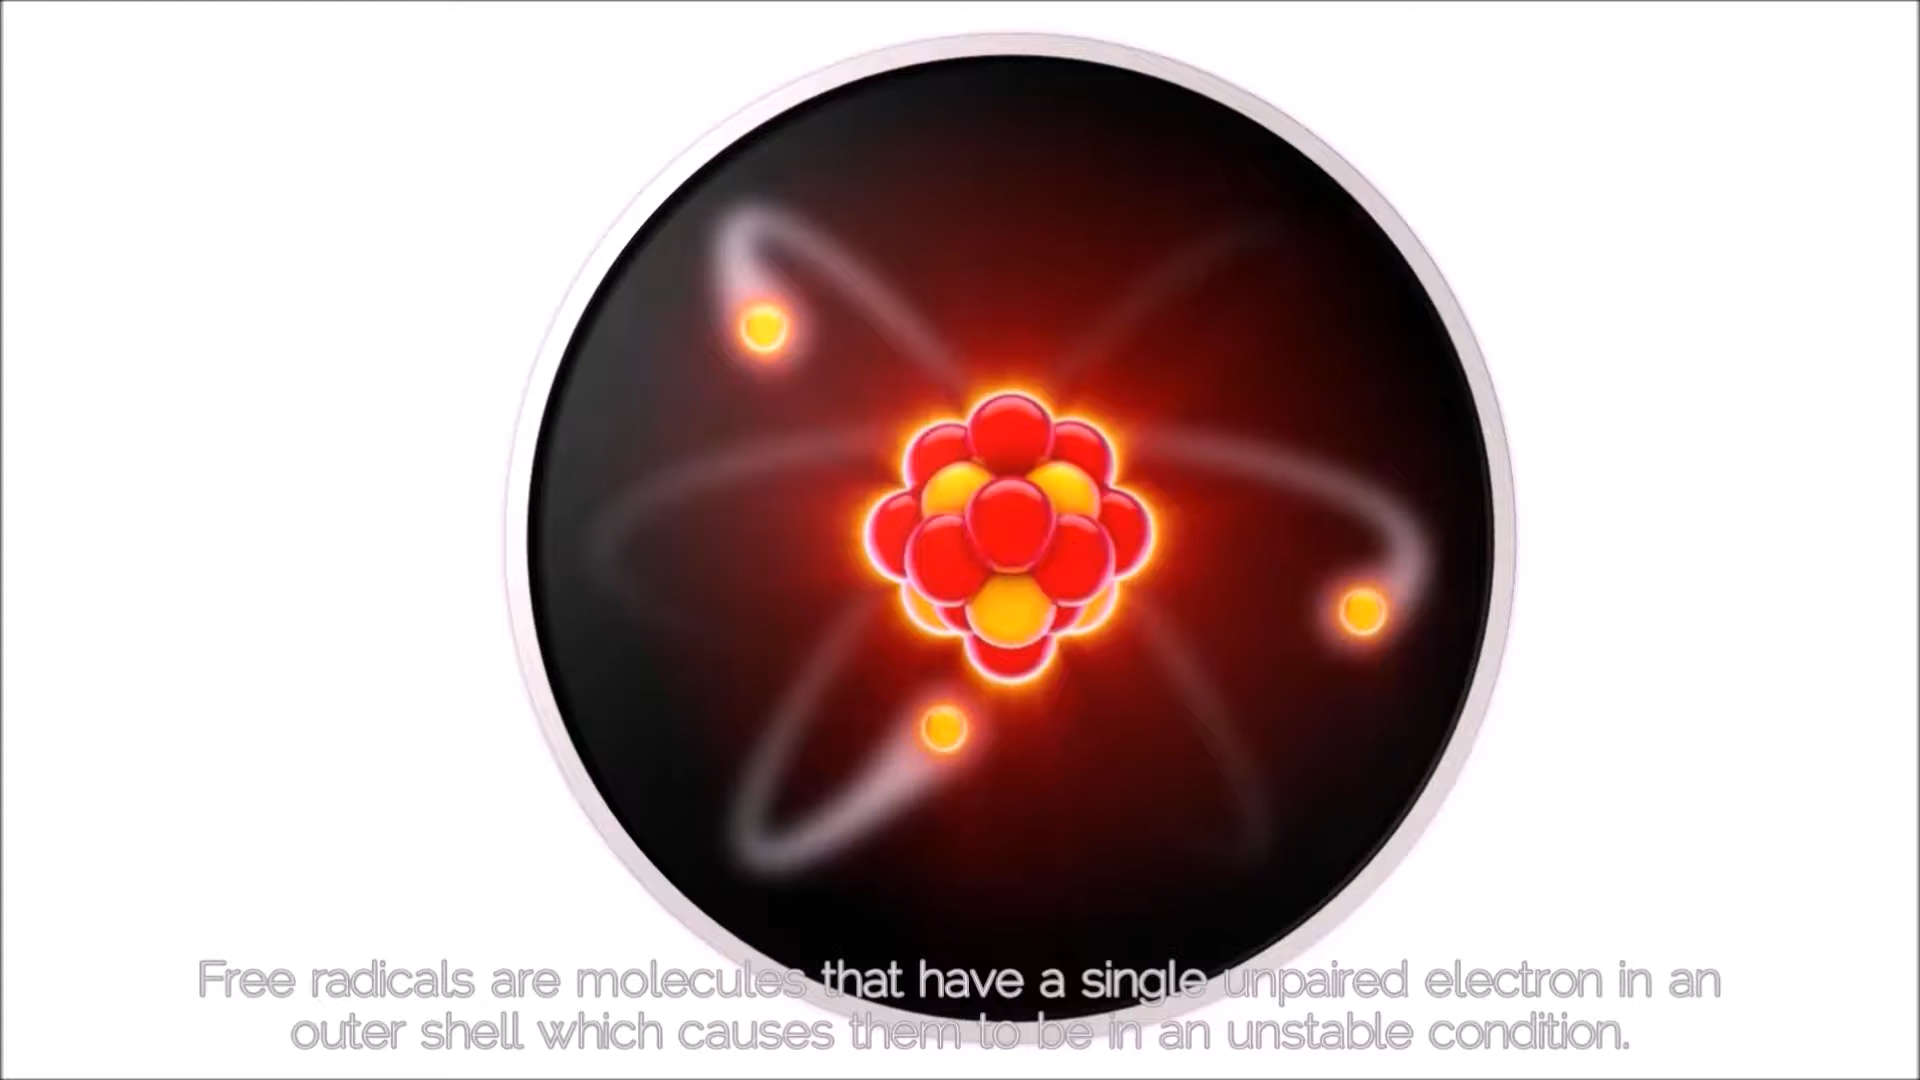 Free radicals are molecules that have a single unpaired electron in an
outer shell which causes them to be in an unstable condition.